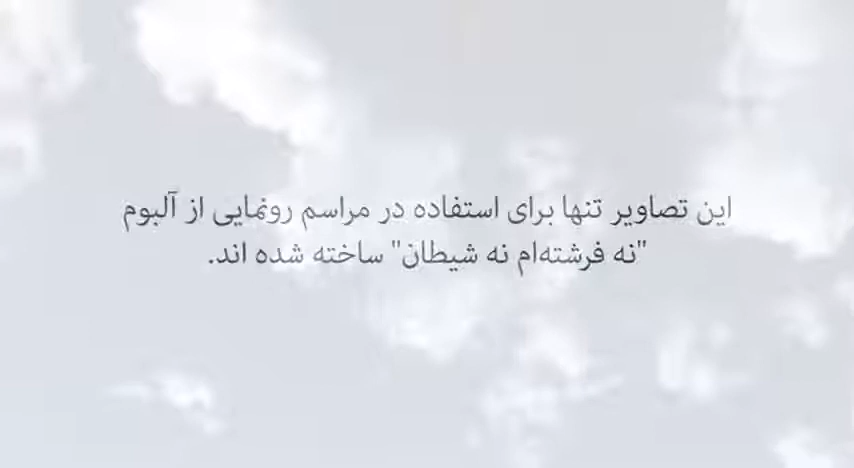 این تصاویر تنها برای استفاده در مراسم رونمایی از آلبوم
"نه فرشته‌ام نه شیطان" ساخته شده اند.